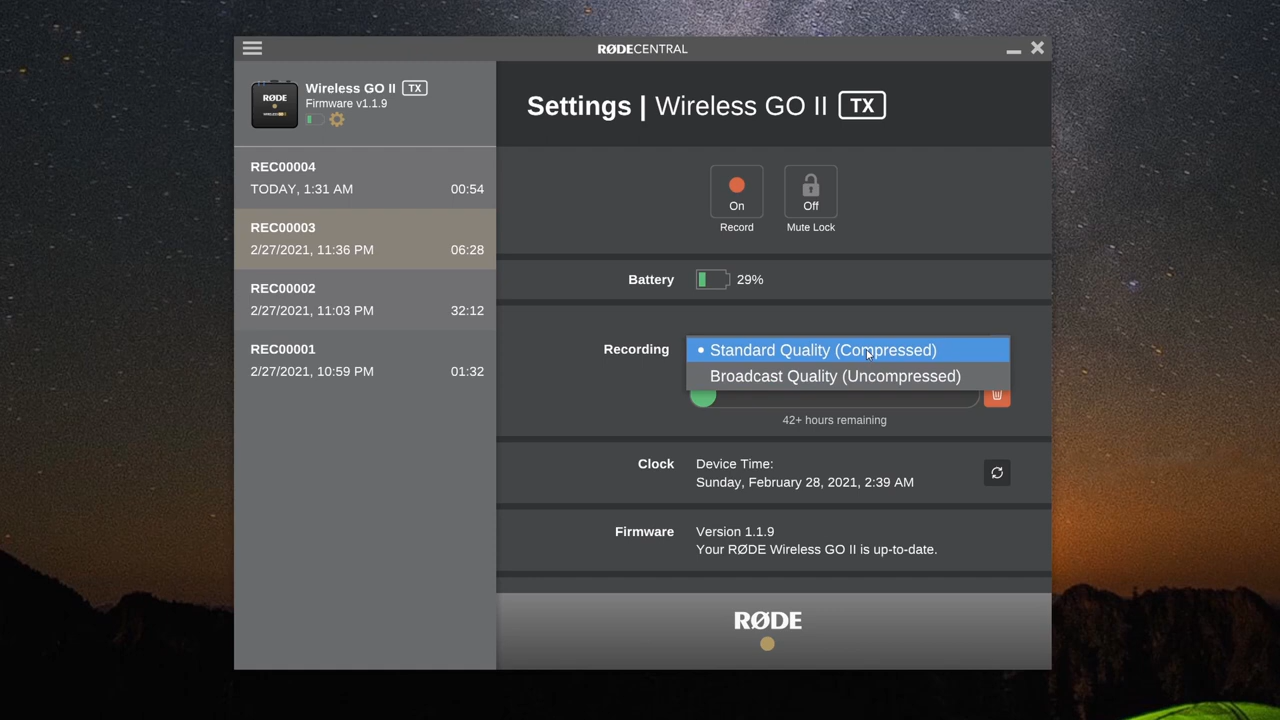 RØDECENTRAL
Wireless GO II TX
Firmware v1.1.9
RØDE
REC00004
TODAY, 1:31 AM 00:54
REC00003
2/27/2021, 11:36 PM 06:28
REC00002
2/27/2021, 11:03 PM 32:12
REC00001
2/27/2021, 10:59 PM 01:32
Settings | Wireless GO II TX
On Off
Record Mute Lock
Battery 29%
Recording Standard Quality (Compressed)
Broadcast Quality (Uncompressed)
42+ hours remaining
Clock Device Time:
Sunday, February 28, 2021, 2:39 AM
Firmware Version 1.1.9
Your RØDE Wireless GO II is up-to-date.
RØDE